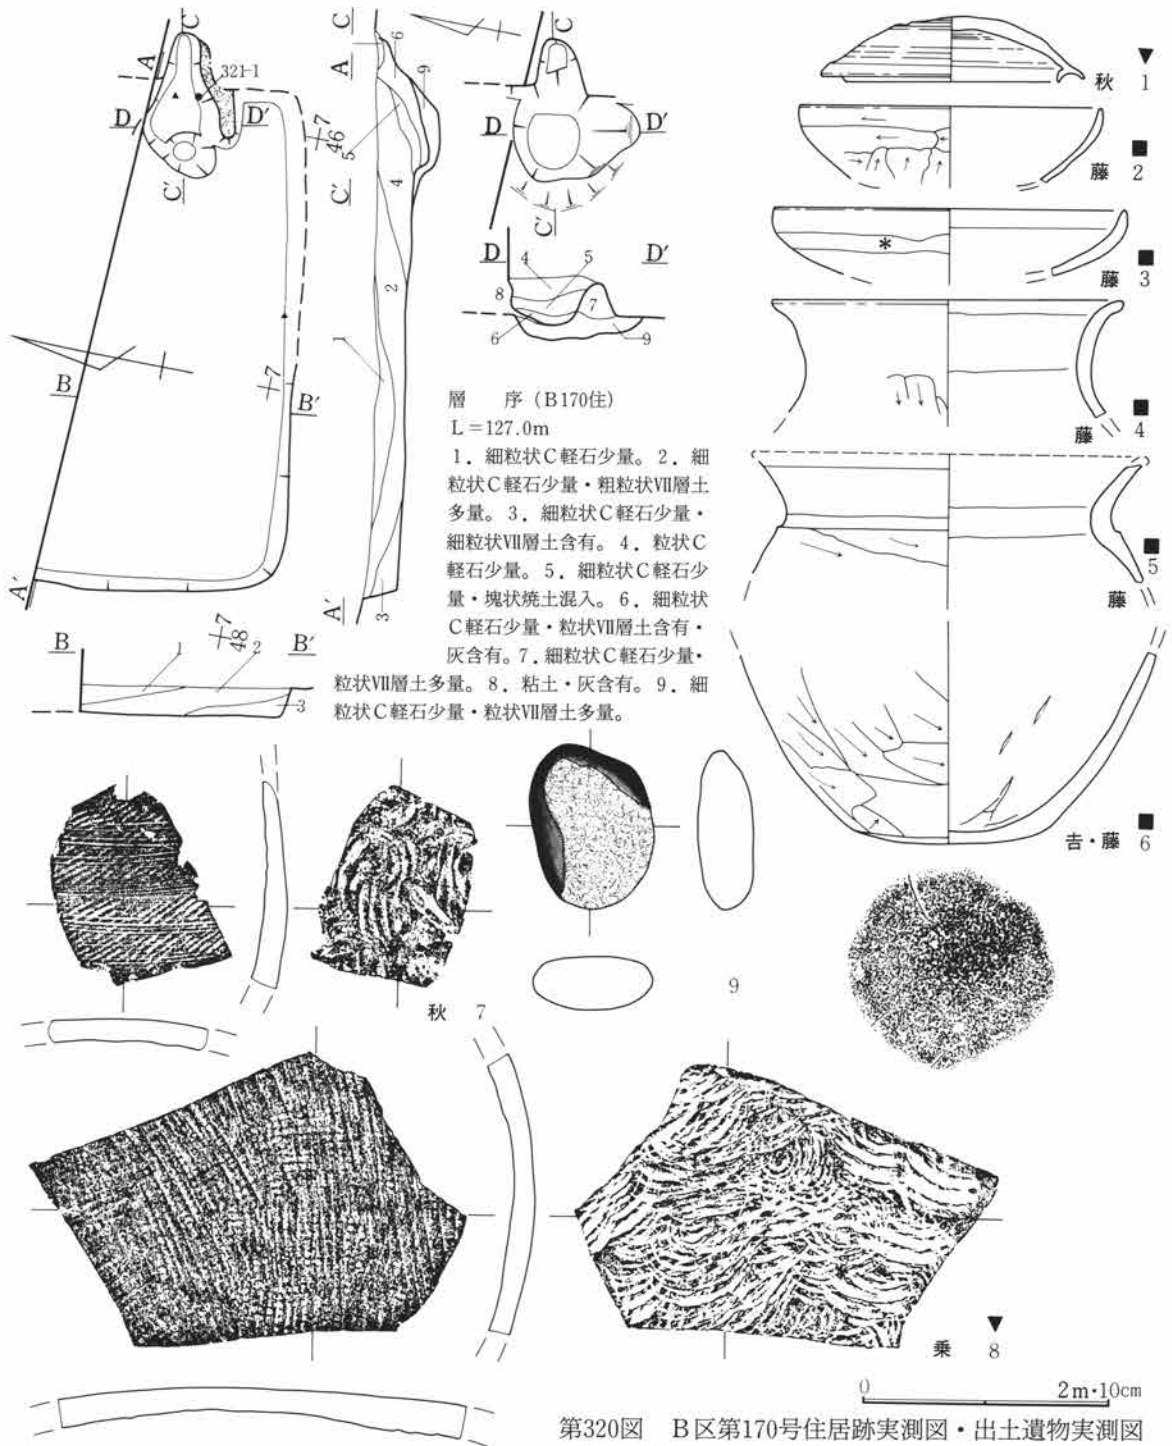 C
A
321-1
D
D'
C'
+7
46
B
+7
B'
A'
C
A
6
9
5
4
C'
2
1
A'
3
C
D
D'
C'
D
D'
4
5
8
7
6
9
B
+7
48
B'
1
2
3
層 序(B170住)
L=127.0m
1.細粒状C軽石少量。2.細
粒状C軽石少量・粗粒状Ⅶ層土
多量。3.細粒状C軽石少量・
細粒状Ⅶ層土含有。4.粒状C
軽石少量。5.細粒状C軽石少
量・塊状焼土混入。6.細粒状
C軽石少量・粒状Ⅶ層土含有・
灰含有。7.細粒状C軽石少量・
粒状Ⅶ層土多量。8.粘土・灰含有。9.細
粒状C軽石少量・粒状Ⅶ層土多量。
▼
秋 1
■
藤 2
*
■
藤 3
■
藤 4
■
5
藤
■
吉・藤 6
秋 7
9
▼
乗 8
0 2m・10cm
第320図 B区第170号住居跡実測図・出土遺物実測図